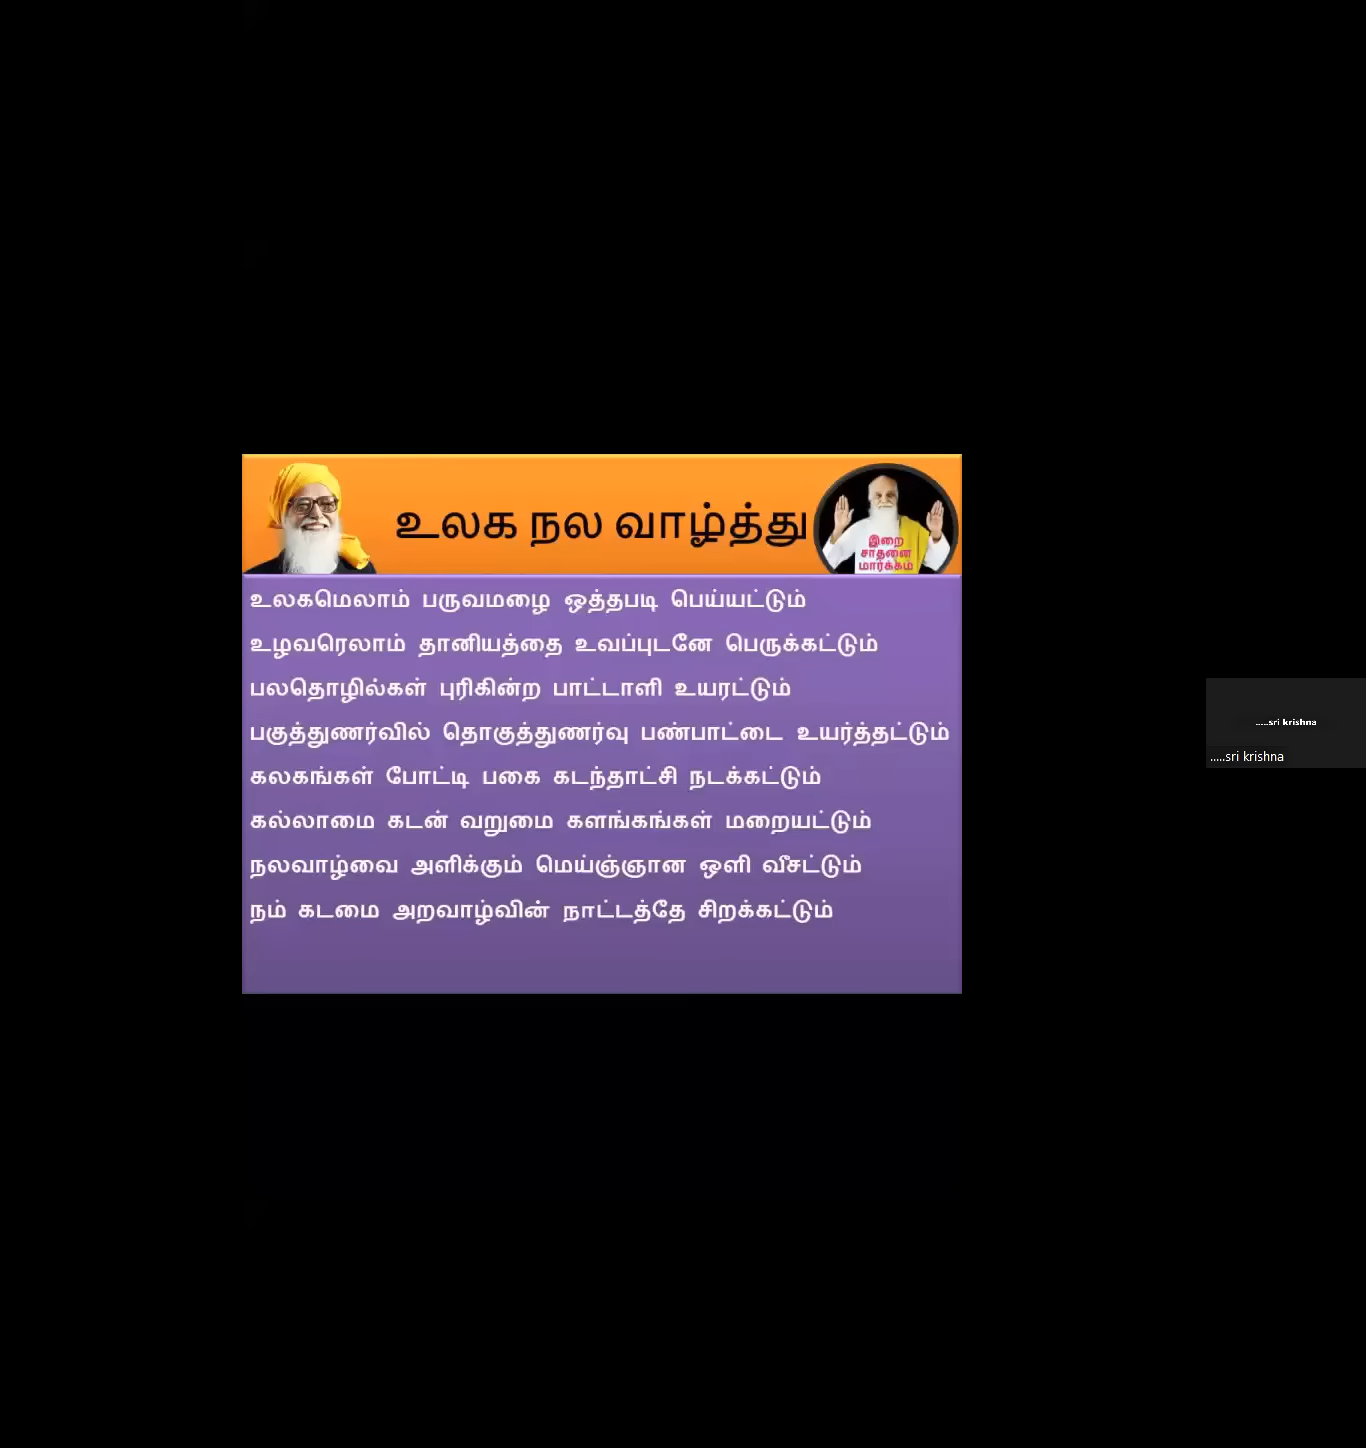 உலக நல வாழ்த்து
இறை
சாதனை
மார்க்கம்
உலகமெலாம் பருவமழை ஒத்தபடி பெய்யட்டும்
உழவரெலாம் தானியத்தை உவப்புடனே பெருக்கட்டும்
பலதொழில்கள் புரிகின்ற பாட்டாளி உயரட்டும்
பகுத்துணர்வில் தொகுத்துணர்வு பண்பாட்டை உயர்த்தட்டும்
கலகங்கள் போட்டி பகை கடந்தாட்சி நடக்கட்டும்
கல்லாமை கடன் வறுமை களங்கங்கள் மறையட்டும்
நலவாழ்வை அளிக்கும் மெய்ஞ்ஞான ஒளி வீசட்டும்
நம் கடமை அறவாழ்வின் நாட்டத்தே சிறக்கட்டும்
.....sri krishna
.....sri krishna